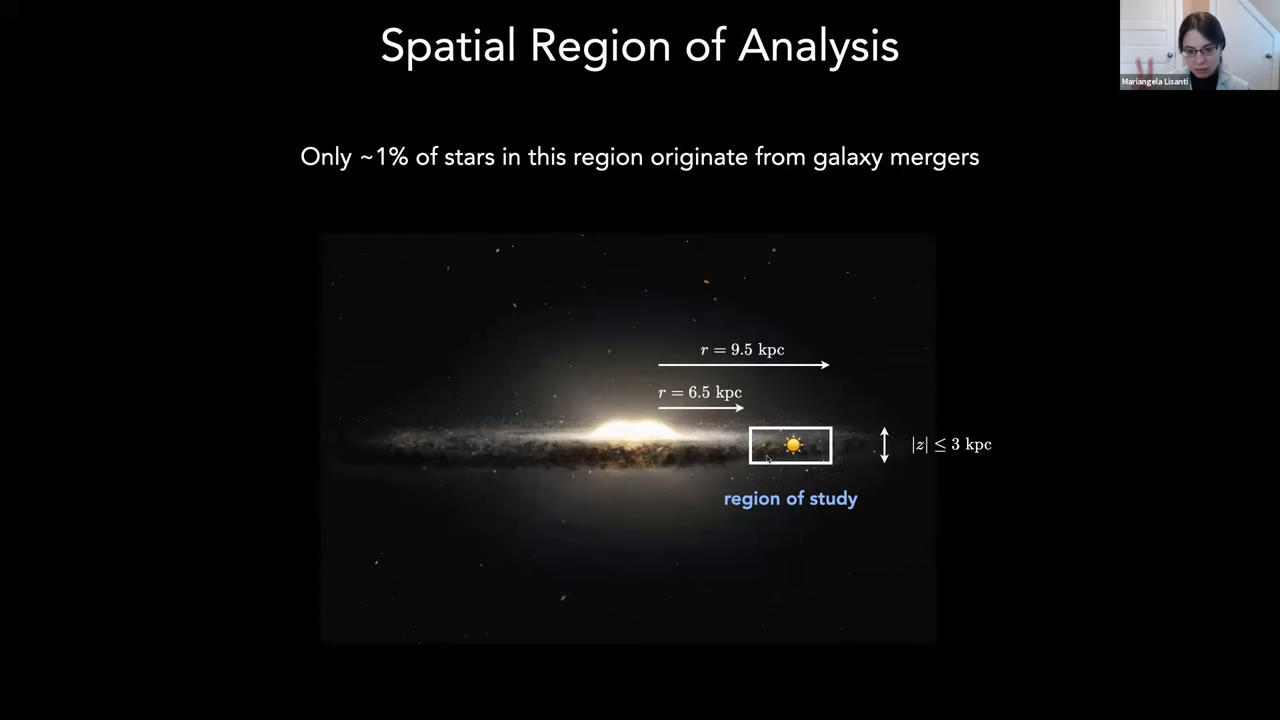 Spatial Region of Analysis
Mariangela Lisanti
Only ~1% of stars in this region originate from galaxy mergers
r = 9.5 kpc
r = 6.5 kpc
|z| ≤ 3 kpc
region of study